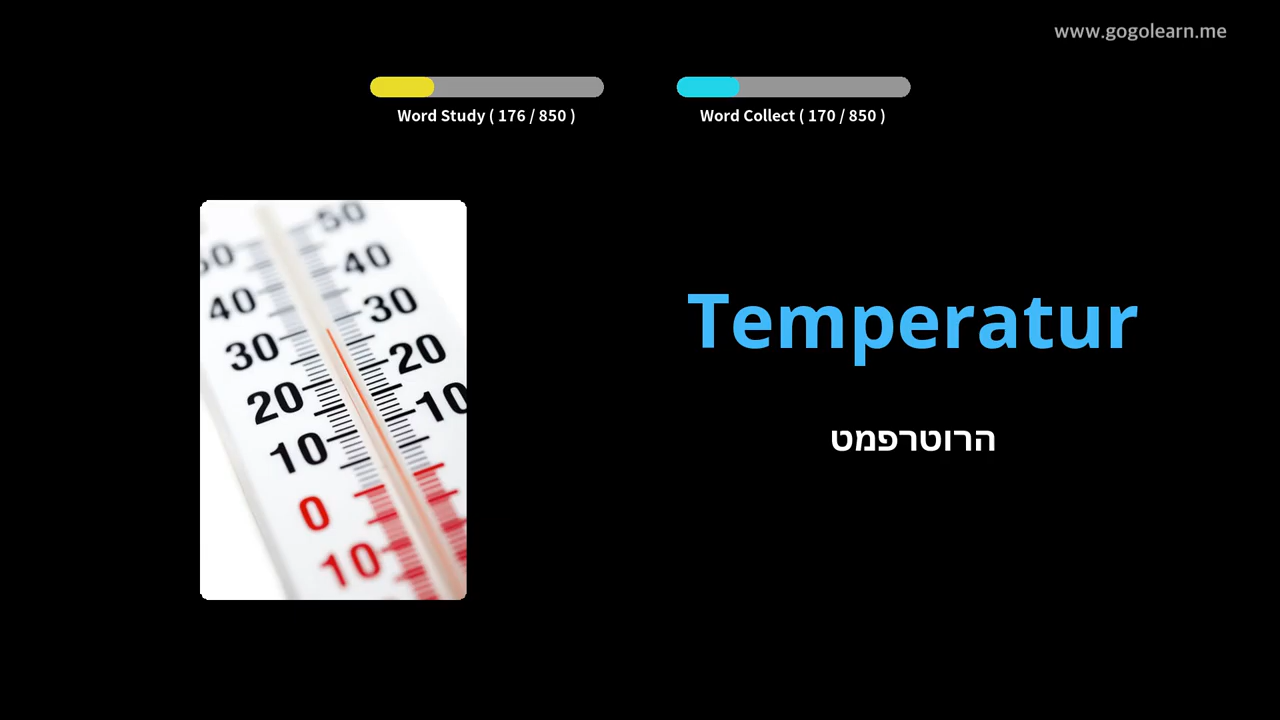 www.gogolearn.me
Word Study ( 176 / 850 )
Word Collect ( 170 / 850 )
50
40
40
30
30
20
20
10
10
0
10
Temperatur
הרוטרפמט